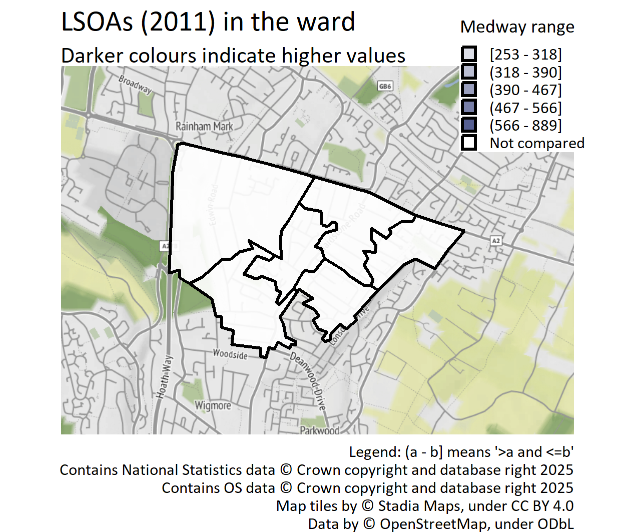 LSOAs (2011) in the ward
Darker colours indicate higher values
Medway range
[253 - 318]
(318 - 390]
(390 - 467]
(467 - 566]
(566 - 889]
Not compared
Broadway
GB6
Rainham Mark
A2
A2
Woodside
Hoath-Way
Deanwood-Drive
Wigmore
Parkwood
Legend: (a - b] means '>a and <=b'
Contains National Statistics data © Crown copyright and database right 2025
Contains OS data © Crown copyright and database right 2025
Map tiles by © Stadia Maps, under CC BY 4.0
Data by © OpenStreetMap, under ODbL